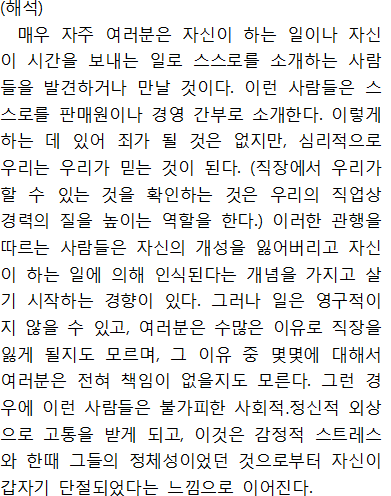 (해석)
매우 자주 여러분은 자신이 하는 일이나 자신
이 시간을 보내는 일로 스스로를 소개하는 사람
들을 발견하거나 만날 것이다. 이런 사람들은 스
스로를 판매원이나 경영 간부로 소개한다. 이렇게
하는 데 있어 죄가 될 것은 없지만, 심리적으로
우리는 우리가 믿는 것이 된다. (직장에서 우리가
할 수 있는 것을 확인하는 것은 우리의 직업상
경력의 질을 높이는 역할을 한다.) 이러한 관행을
따르는 사람들은 자신의 개성을 잃어버리고 자신
이 하는 일에 의해 인식된다는 개념을 가지고 살
기 시작하는 경향이 있다. 그러나 일은 영구적이
지 않을 수 있고, 여러분은 수많은 이유로 직장을
잃게 될지도 모르며, 그 이유 중 몇몇에 대해서
여러분은 전혀 책임이 없을지도 모른다. 그런 경
우에 이런 사람들은 불가피한 사회적.정신적 외상
으로 고통을 받게 되고, 이것은 감정적 스트레스
와 한때 그들의 정체성이었던 것으로부터 자신이
갑자기 단절되었다는 느낌으로 이어진다.